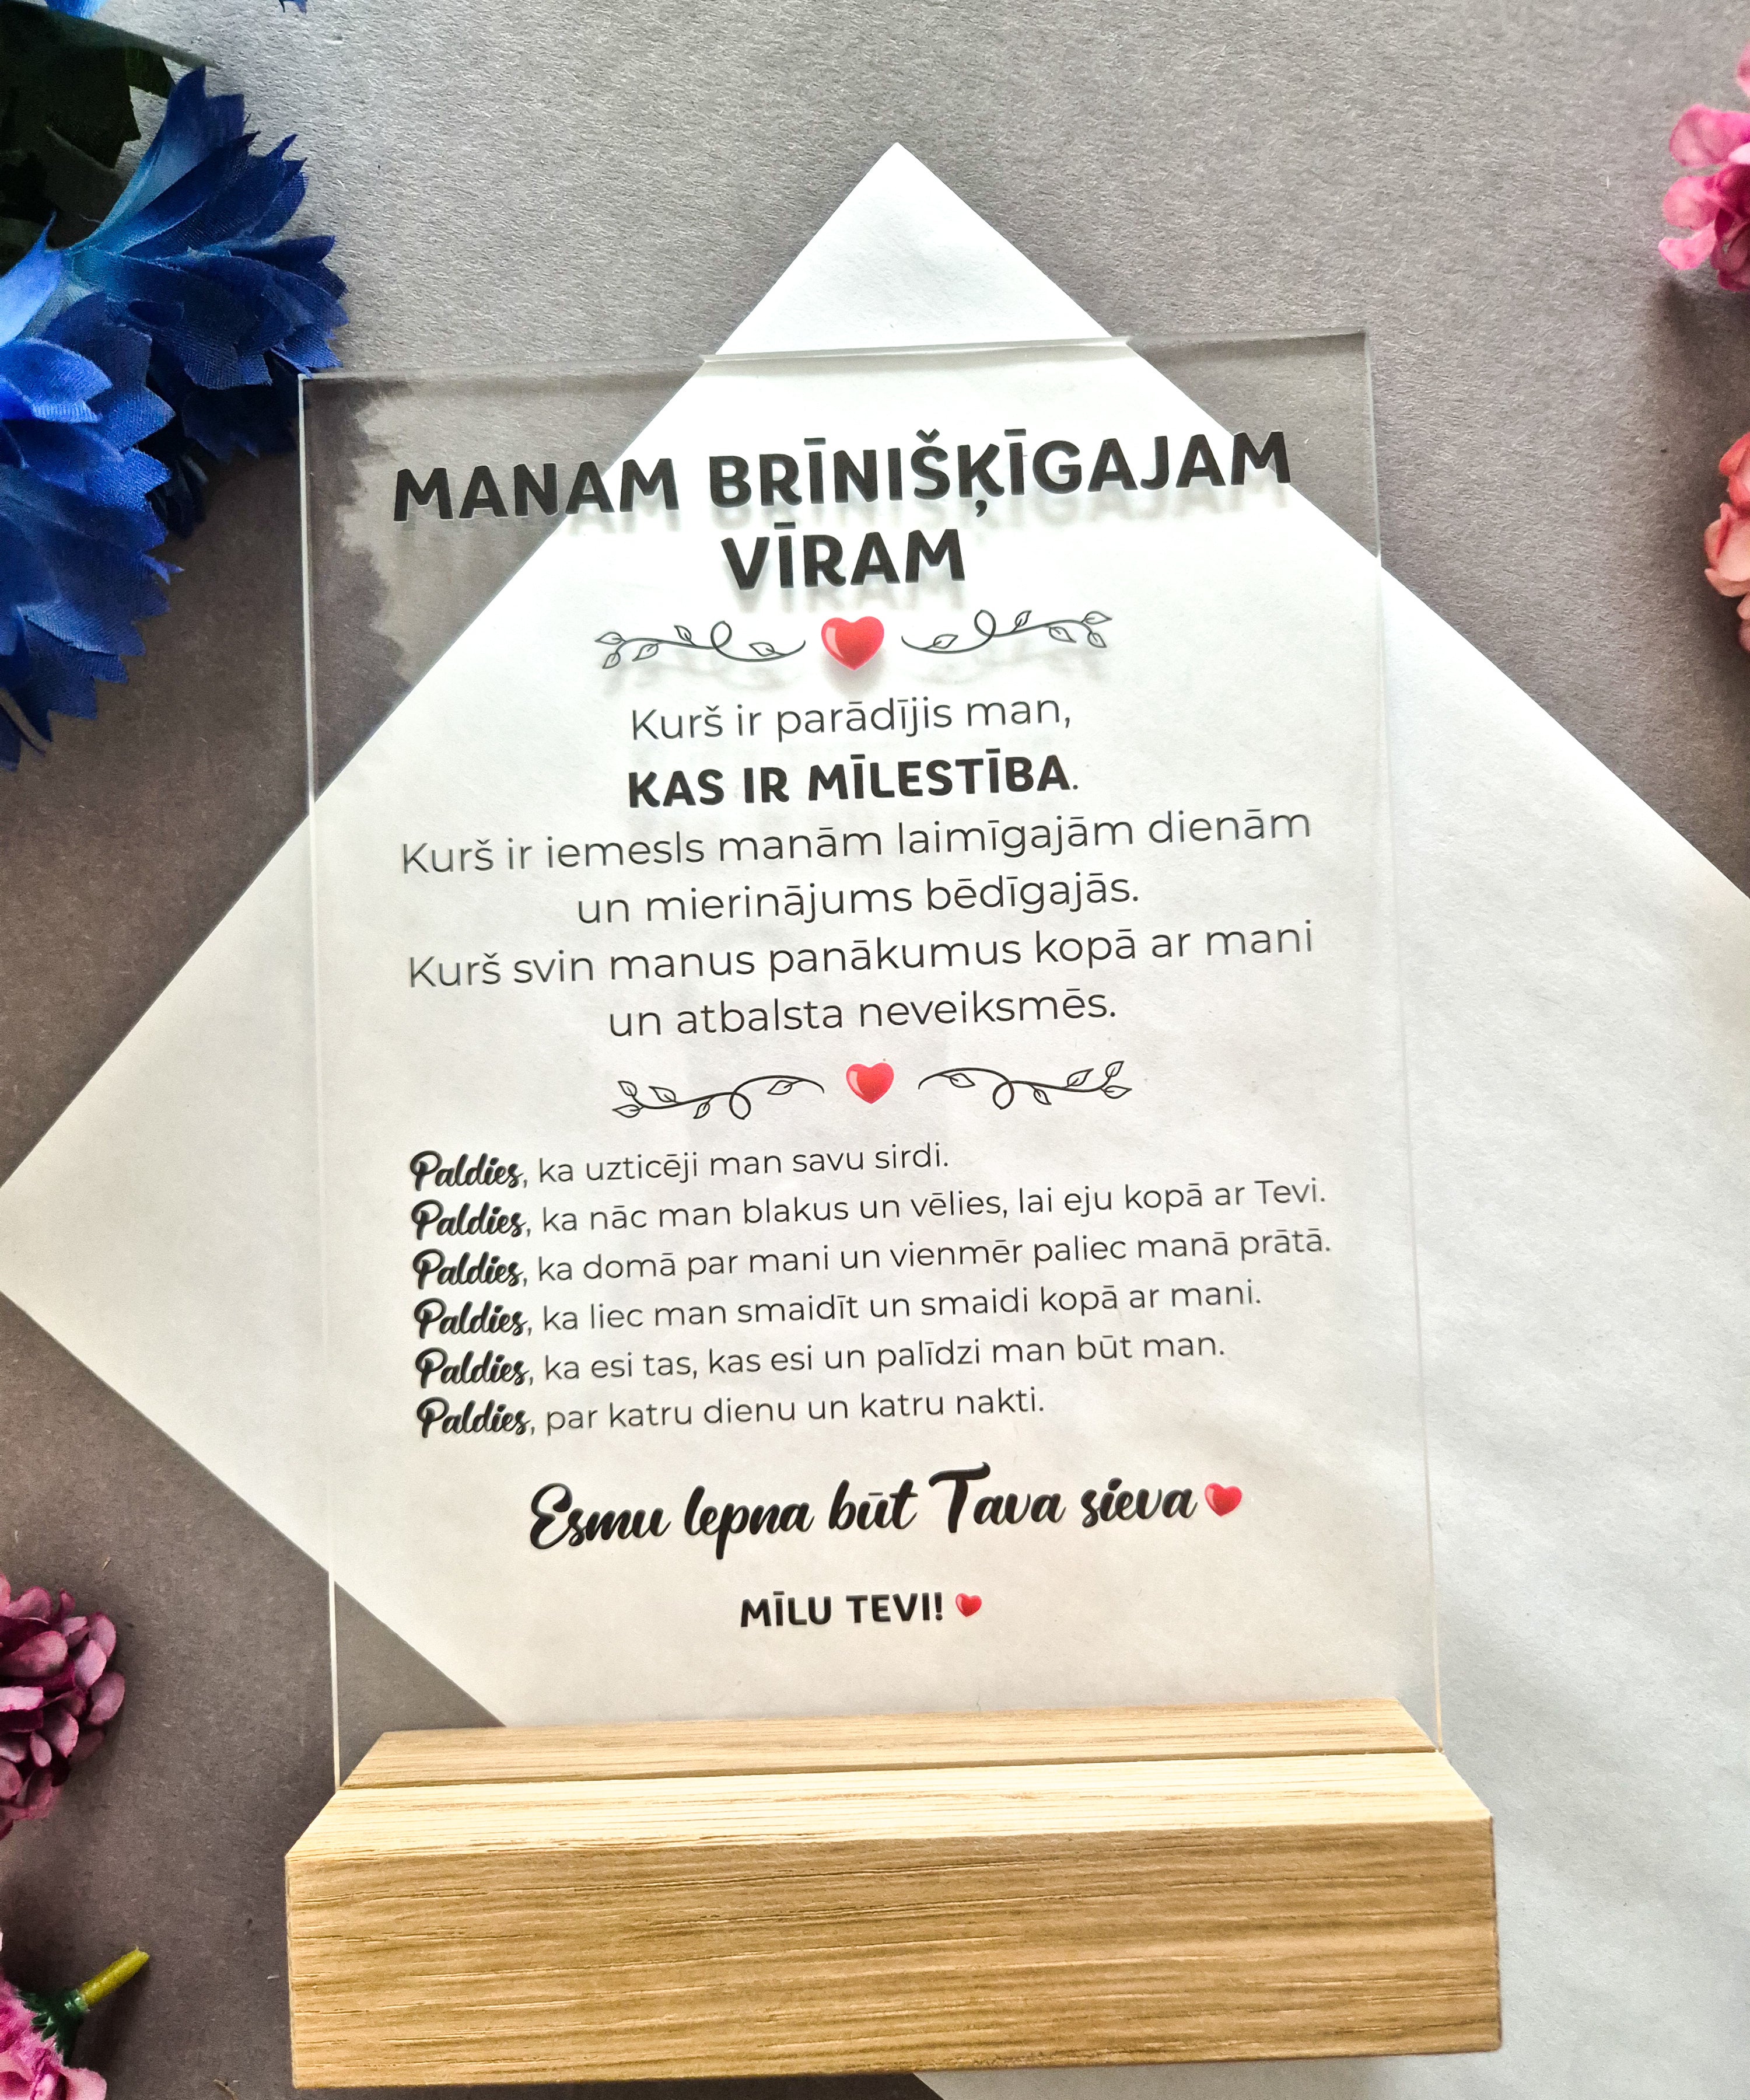 MANAM BRĪNIŠĶĪGAJAM
VĪRAM
Kurš ir parādījis man,
KAS IR MĪLESTĪBA.
Kurš ir iemesls manām laimīgajām dienām
un mierinājums bēdīgajās.
Kurš svin manus panākumus kopā ar mani
un atbalsta neveiksmēs.
Paldies, ka uzticēji man savu sirdi.
Paldies, ka nāc man blakus un vēlies, lai eju kopā ar Tevi.
Paldies, ka domā par mani un vienmēr paliec manā prātā.
Paldies, ka liec man smaidīt un smaidi kopā ar mani.
Paldies, ka esi tas, kas esi un palīdzi man būt man.
Paldies, par katru dienu un katru nakti.
Esmu lepna būt Tava sieva
MĪLU TEVI!